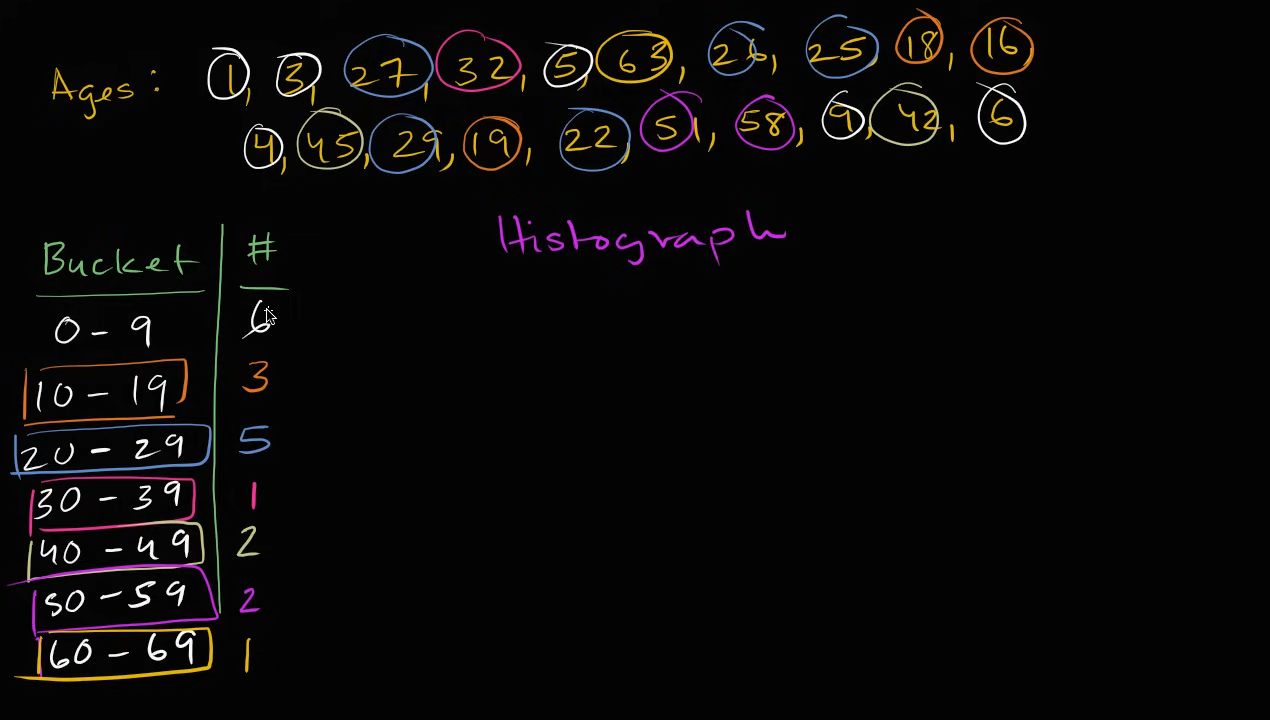 Ages: 1, 3, 27, 32, 5, 63, 26, 25, 18, 16,
4, 45, 29, 19, 22, 51, 58, 9, 42, 6
Histograph
Bucket #
0 - 9 6
10 - 19 3
20 - 29 5
30 - 39 1
40 - 49 2
50 - 59 2
60 - 69 1